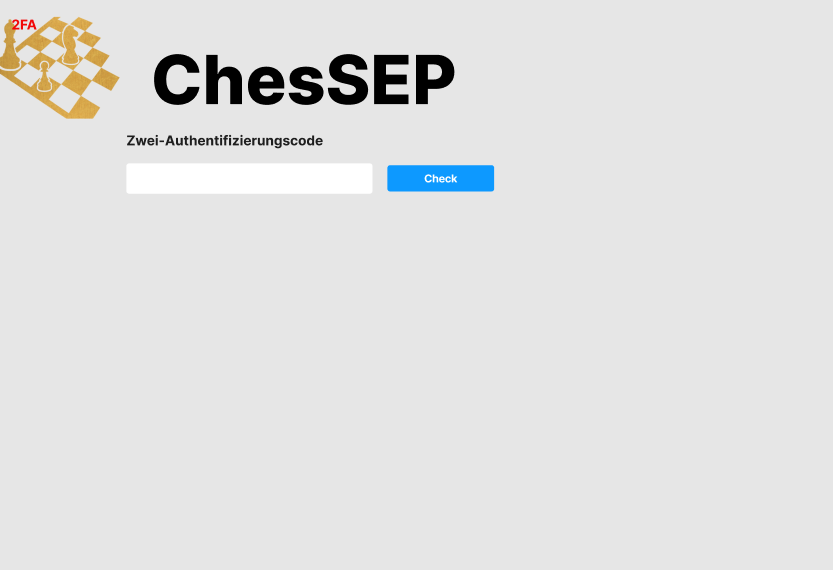 2FA
ChesSEP
Zwei-Authentifizierungscode
Check